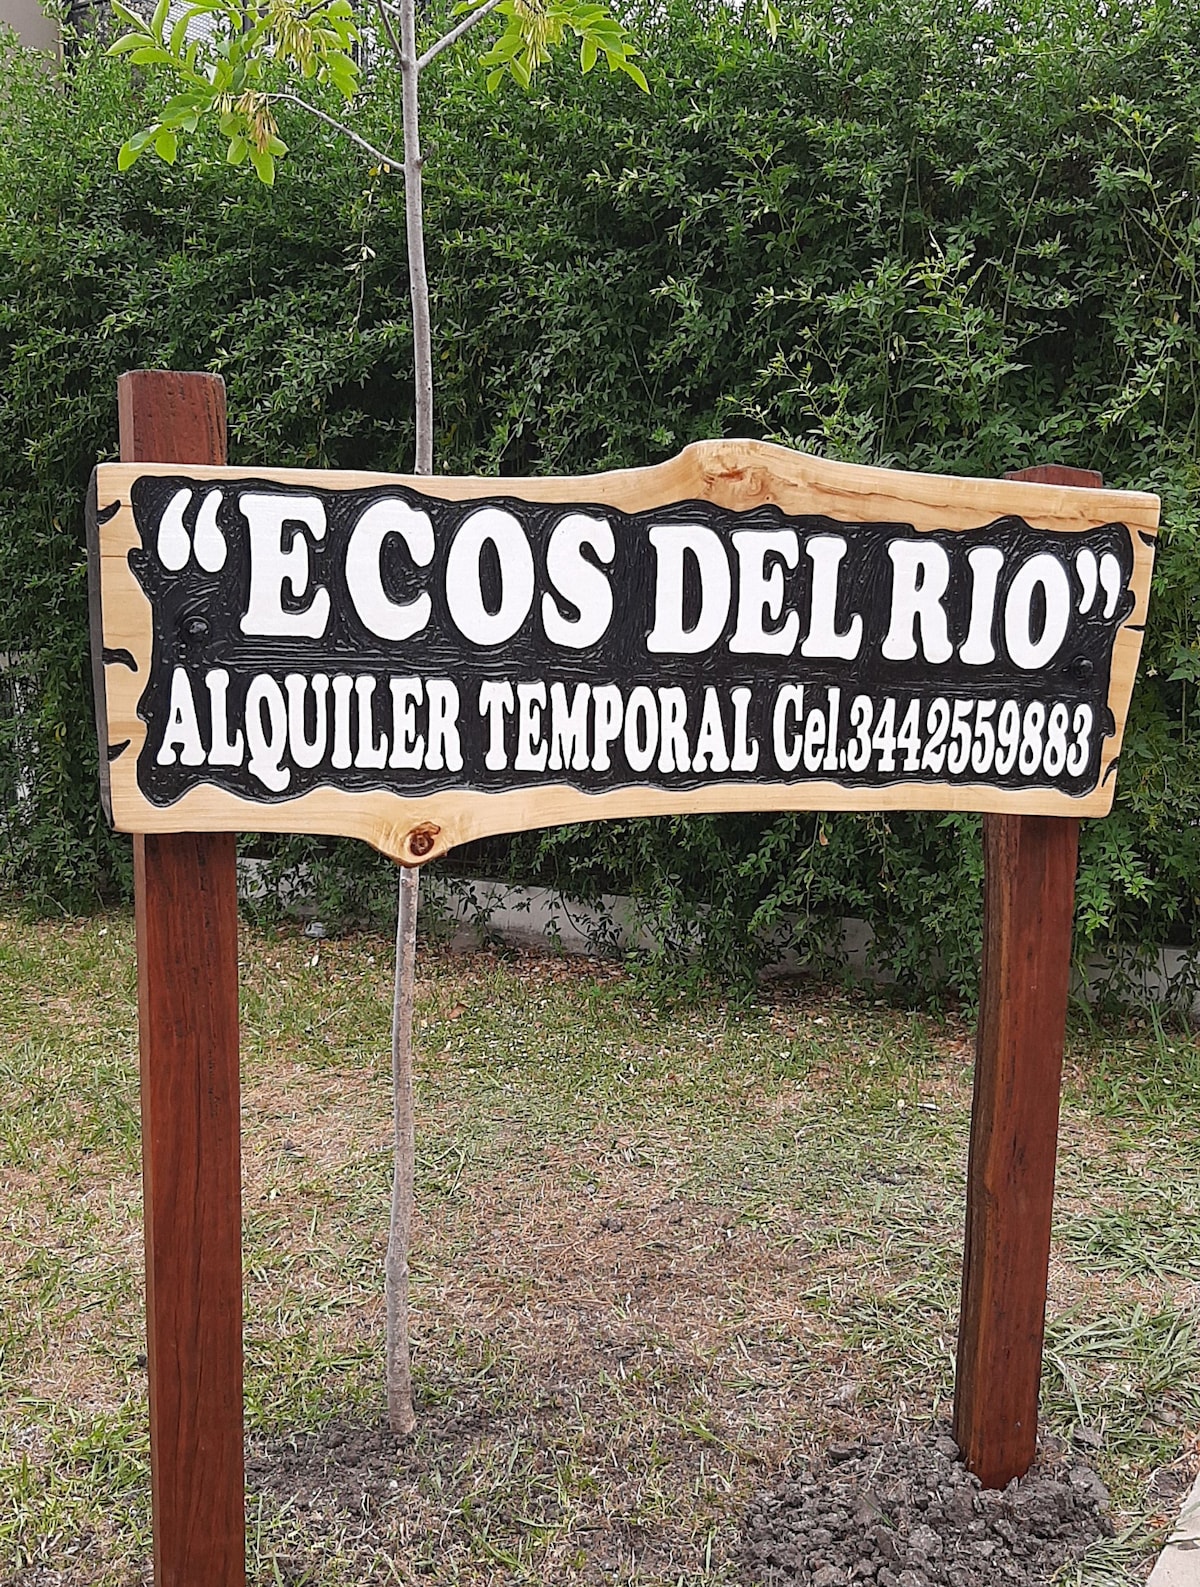 “ECOS DEL RIO”
ALQUILER TEMPORAL Cel.3442559883